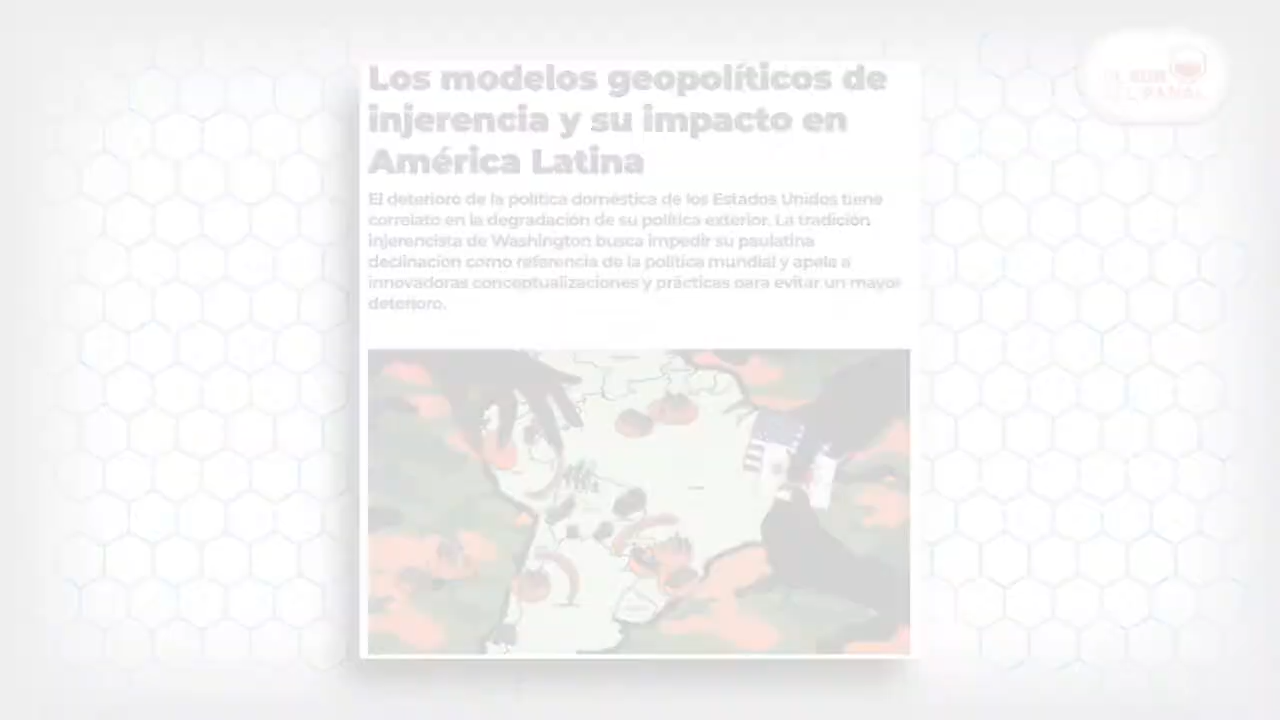 Los modelos geopolíticos de
injerencia y su impacto en
América Latina
El deterioro de la política doméstica de los Estados Unidos tiene
correlato en la degradación de su política exterior. La tradición
injerencista de Washington busca impedir su paulatina
declinación como referencia de la política mundial y apela a
innovadoras conceptualizaciones y prácticas para evitar un mayor
deterioro.